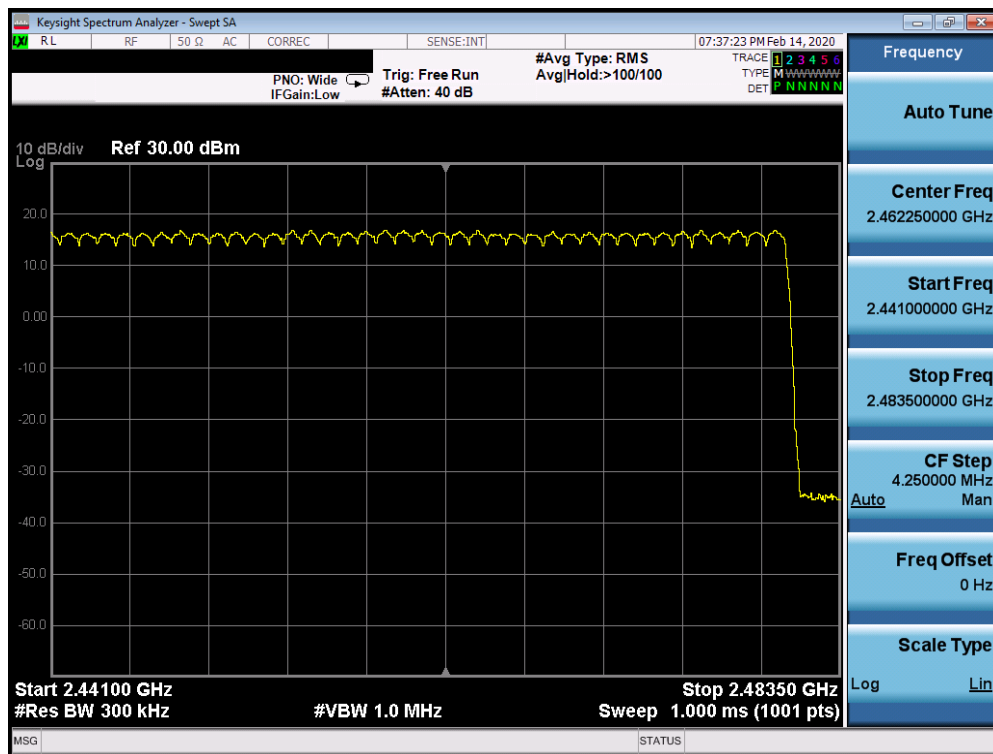 Keysight Spectrum Analyzer - Swept SA
LXI RL RF 50 Ω AC CORREC SENSE:INT 07:37:23 PM Feb 14, 2020
PNO: Wide Trig: Free Run #Avg Type: RMS TRACE 1 2 3 4 5 6
IFGain:Low #Atten: 40 dB Avg|Hold:>100/100 TYPE M WWWWW
DET P N N N N N
Frequency
Auto Tune
10 dB/div Ref 30.00 dBm
Log
20.0
10.0
0.00
-10.0
-20.0
-30.0
-40.0
-50.0
-60.0
Start 2.44100 GHz Stop 2.48350 GHz
#Res BW 300 kHz #VBW 1.0 MHz Sweep 1.000 ms (1001 pts)
Center Freq
2.462250000 GHz
Start Freq
2.441000000 GHz
Stop Freq
2.483500000 GHz
CF Step
4.250000 MHz
Auto Man
Freq Offset
0 Hz
Scale Type
Log Lin
MSG STATUS